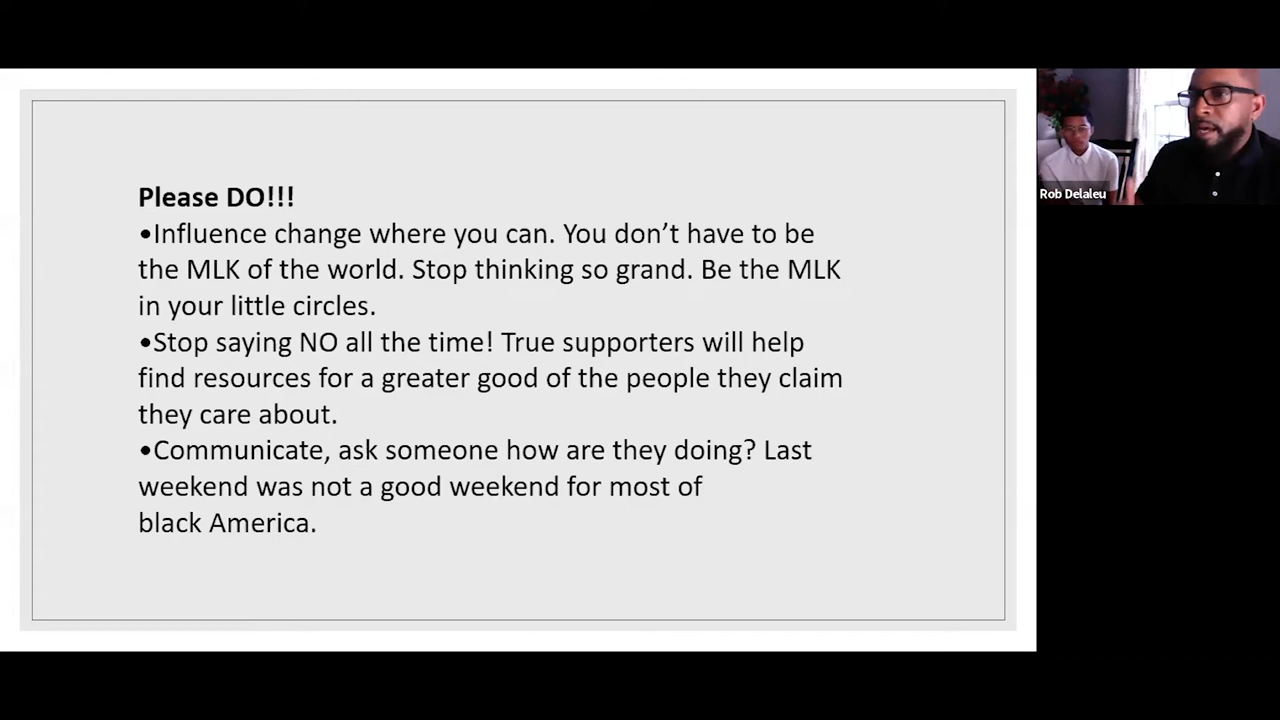 Please DO!!!
•Influence change where you can. You don’t have to be
the MLK of the world. Stop thinking so grand. Be the MLK
in your little circles.
•Stop saying NO all the time! True supporters will help
find resources for a greater good of the people they claim
they care about.
•Communicate, ask someone how are they doing? Last
weekend was not a good weekend for most of
black America.
Rob Delaleu